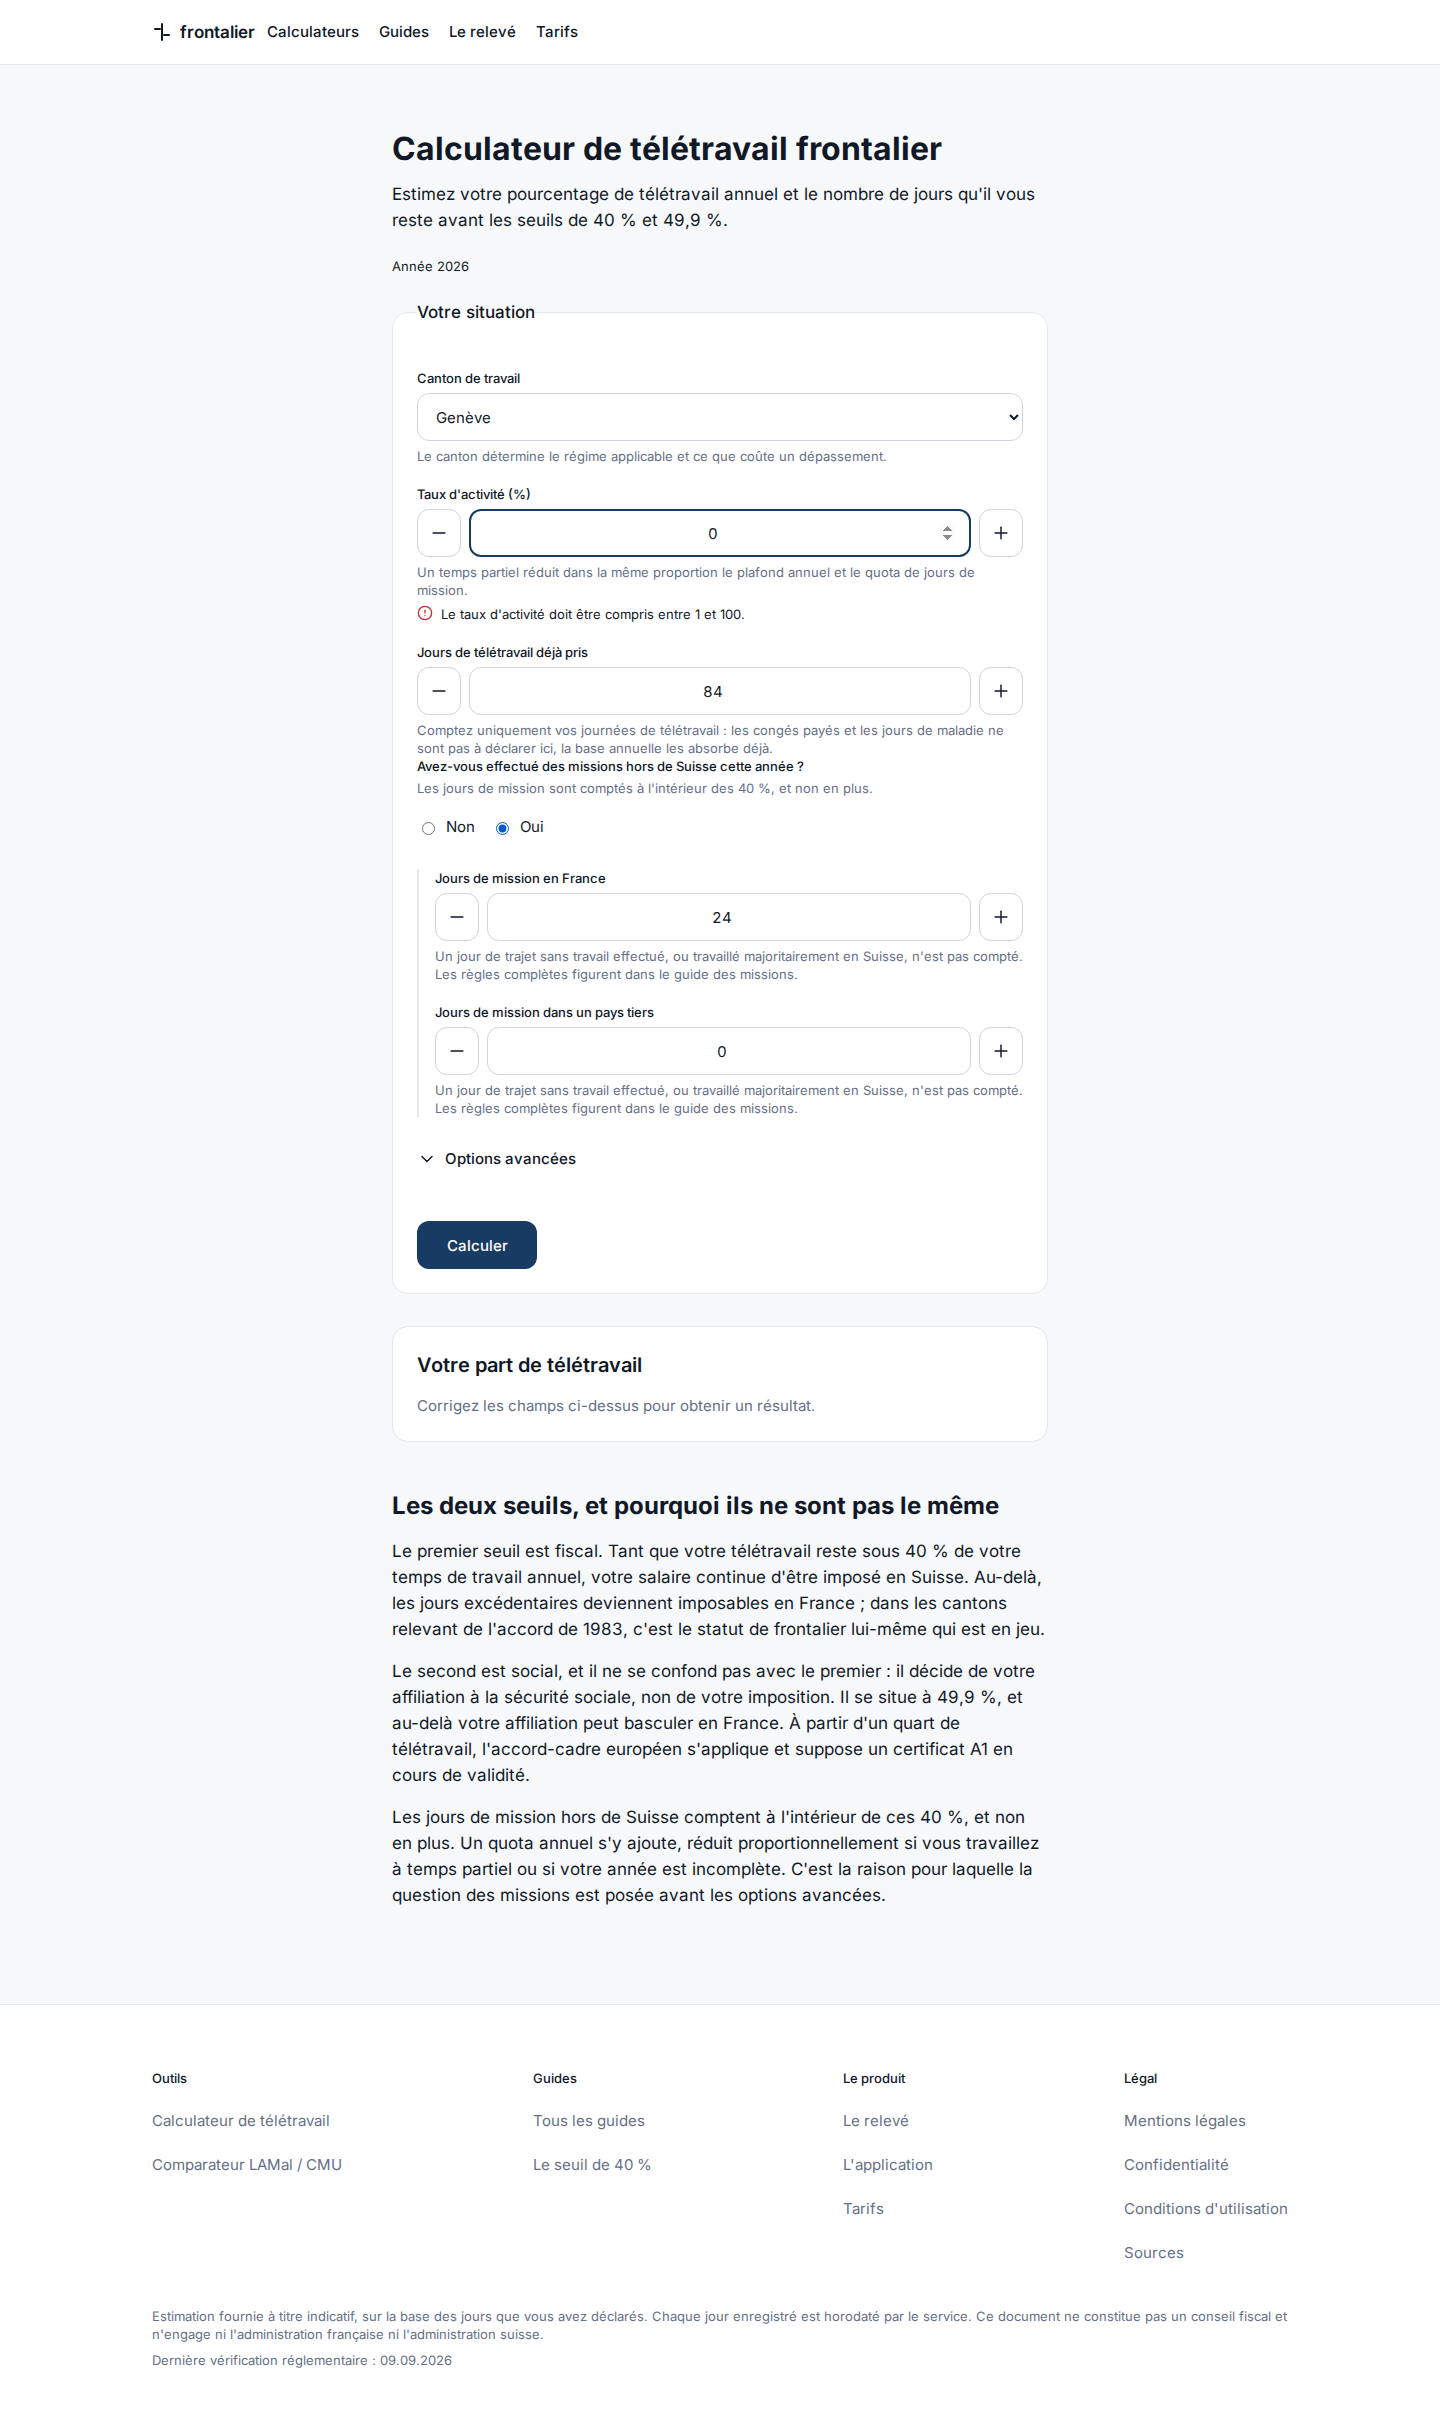 frontalier Calculateurs Guides Le relevé Tarifs
Calculateur de télétravail frontalier
Estimez votre pourcentage de télétravail annuel et le nombre de jours qu'il vous
reste avant les seuils de 40 % et 49,9 %.
Année 2026
Votre situation
Canton de travail
Genève
Le canton détermine le régime applicable et ce que coûte un dépassement.
Taux d'activité (%)
0
Un temps partiel réduit dans la même proportion le plafond annuel et le quota de jours de
mission.
Le taux d'activité doit être compris entre 1 et 100.
Jours de télétravail déjà pris
84
Comptez uniquement vos journées de télétravail : les congés payés et les jours de maladie ne
sont pas à déclarer ici, la base annuelle les absorbe déjà.
Avez-vous effectué des missions hors de Suisse cette année ?
Les jours de mission sont comptés à l'intérieur des 40 %, et non en plus.
Non Oui
Jours de mission en France
24
Un jour de trajet sans travail effectué, ou travaillé majoritairement en Suisse, n'est pas compté.
Les règles complètes figurent dans le guide des missions.
Jours de mission dans un pays tiers
0
Un jour de trajet sans travail effectué, ou travaillé majoritairement en Suisse, n'est pas compté.
Les règles complètes figurent dans le guide des missions.
Options avancées
Calculer
Votre part de télétravail
Corrigez les champs ci-dessus pour obtenir un résultat.
Les deux seuils, et pourquoi ils ne sont pas le même
Le premier seuil est fiscal. Tant que votre télétravail reste sous 40 % de votre
temps de travail annuel, votre salaire continue d'être imposé en Suisse. Au-delà,
les jours excédentaires deviennent imposables en France ; dans les cantons
relevant de l'accord de 1983, c'est le statut de frontalier lui-même qui est en jeu.
Le second est social, et il ne se confond pas avec le premier : il décide de votre
affiliation à la sécurité sociale, non de votre imposition. Il se situe à 49,9 %, et
au-delà votre affiliation peut basculer en France. À partir d'un quart de
télétravail, l'accord-cadre européen s'applique et suppose un certificat A1 en
cours de validité.
Les jours de mission hors de Suisse comptent à l'intérieur de ces 40 %, et non
en plus. Un quota annuel s'y ajoute, réduit proportionnellement si vous travaillez
à temps partiel ou si votre année est incomplète. C'est la raison pour laquelle la
question des missions est posée avant les options avancées.
Outils Guides Le produit Légal
Calculateur de télétravail Tous les guides Le relevé Mentions légales
Comparateur LAMal / CMU Le seuil de 40 % L'application Confidentialité
Tarifs Conditions d'utilisation
Sources
Estimation fournie à titre indicatif, sur la base des jours que vous avez déclarés. Chaque jour enregistré est horodaté par le service. Ce document ne constitue pas un conseil fiscal et
n'engage ni l'administration française ni l'administration suisse.
Dernière vérification réglementaire : 09.09.2026